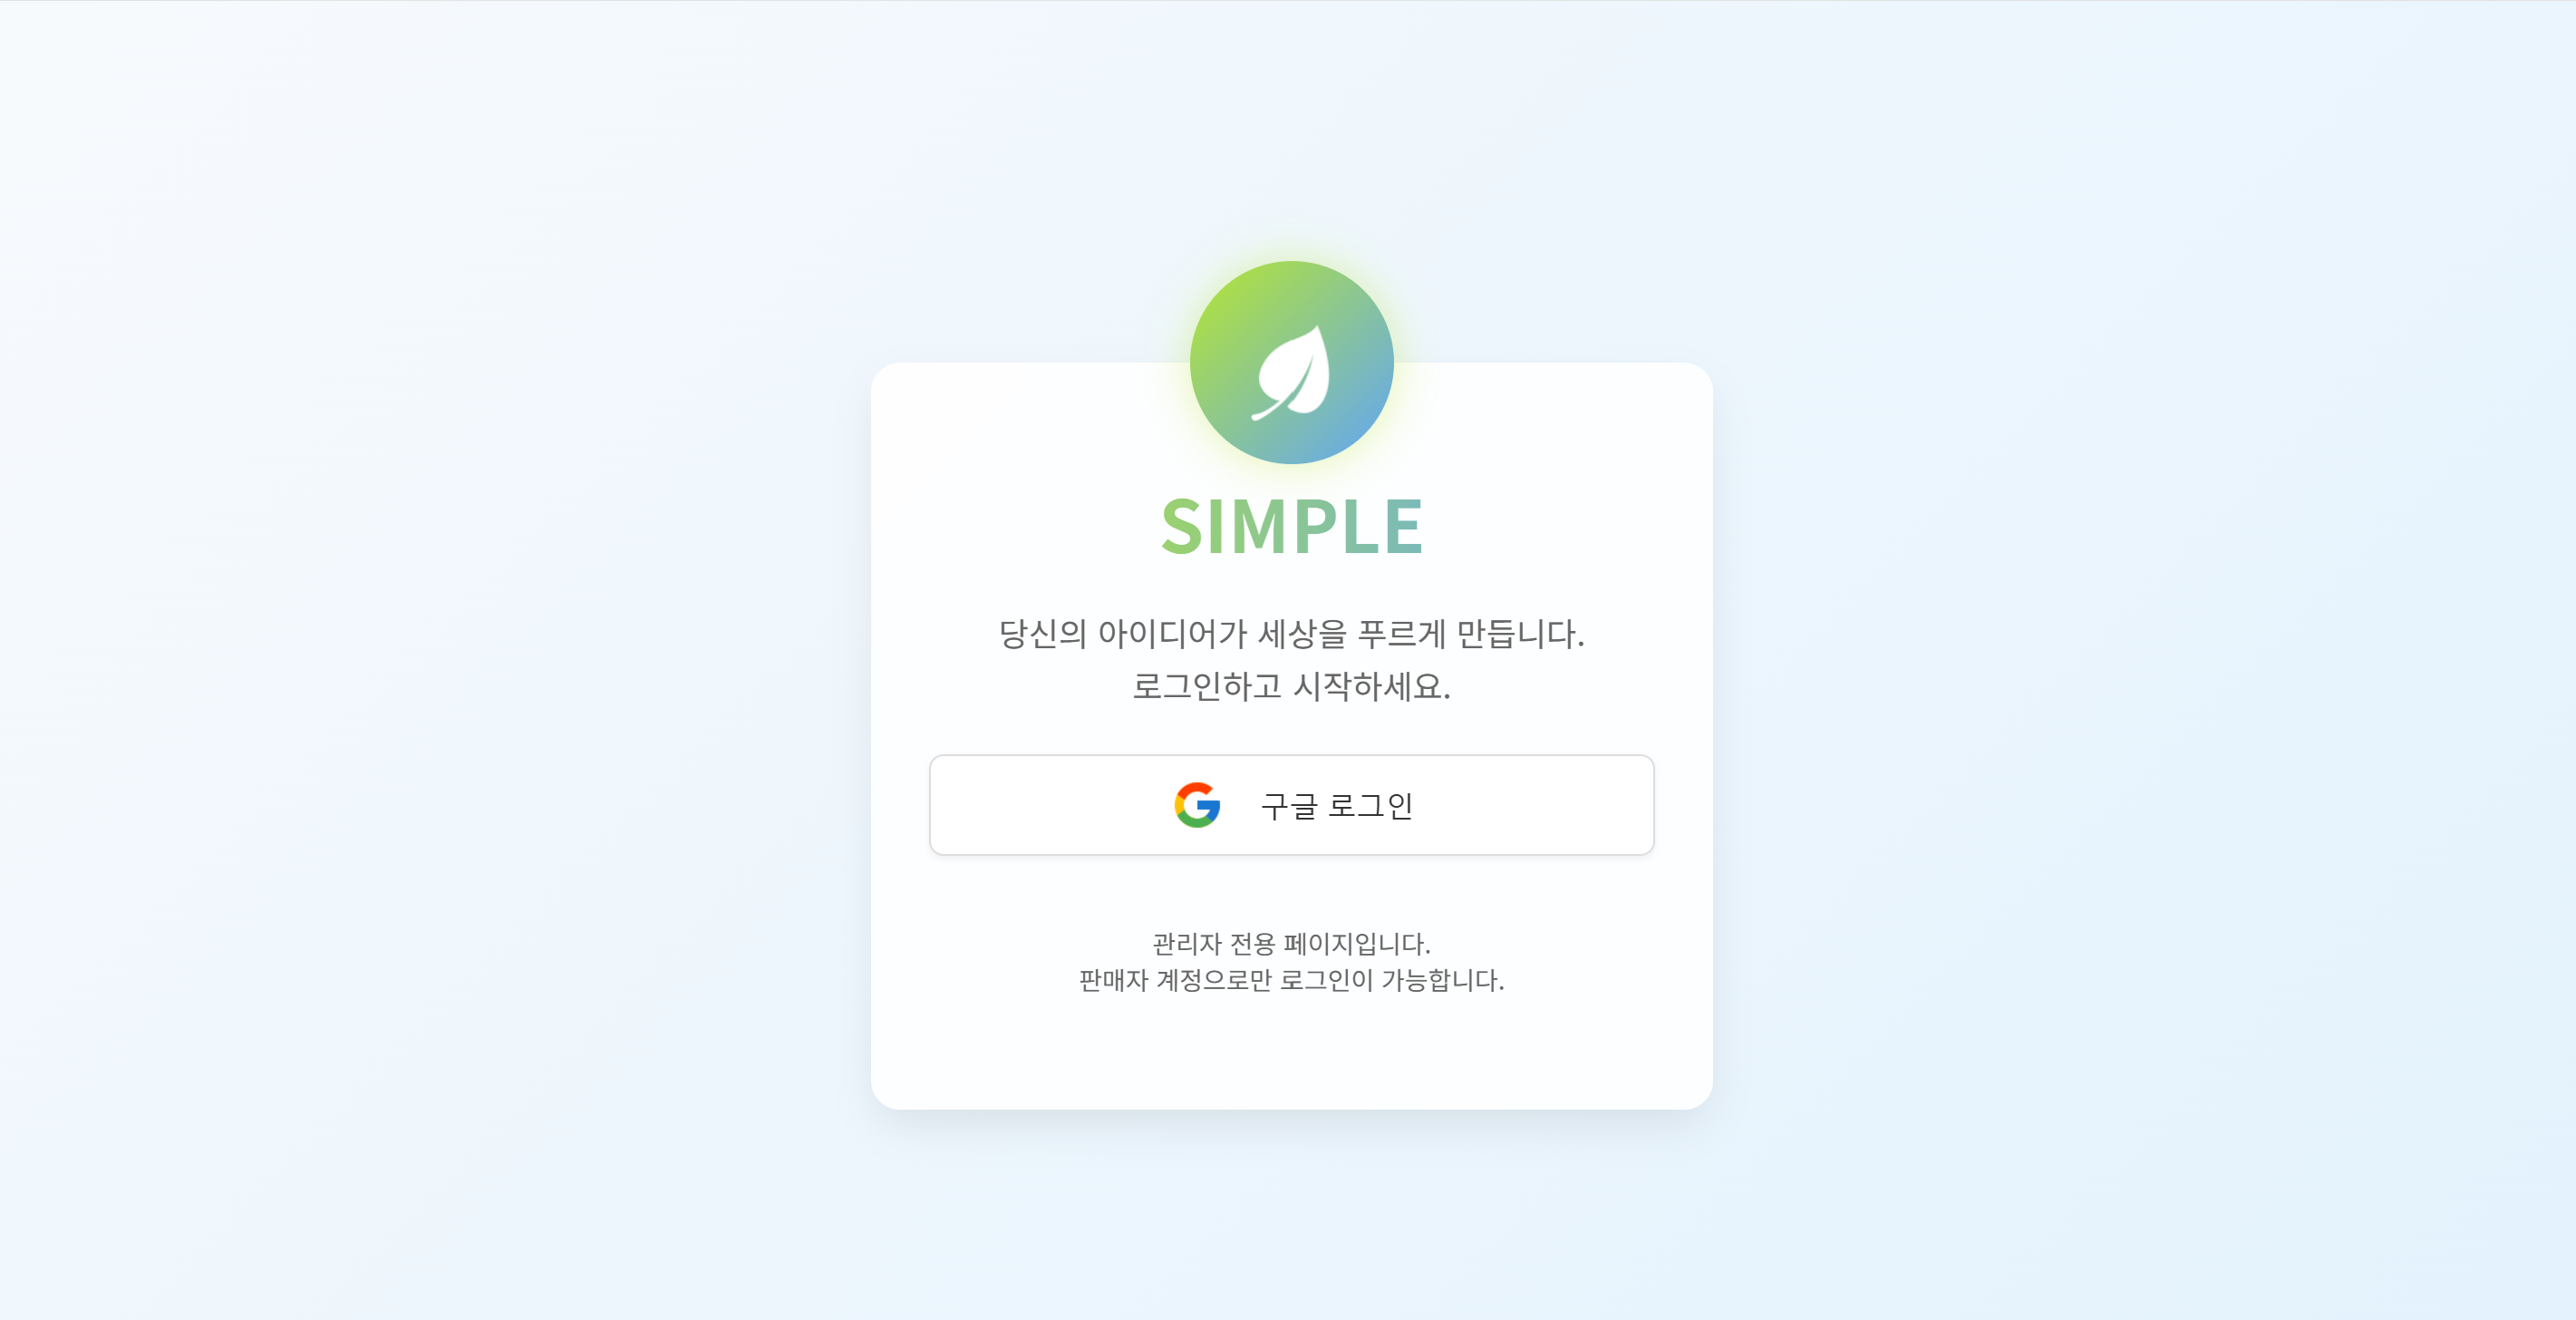 SIMPLE
당신의 아이디어가 세상을 푸르게 만듭니다.
로그인하고 시작하세요.
구글 로그인
관리자 전용 페이지입니다.
판매자 계정으로만 로그인이 가능합니다.